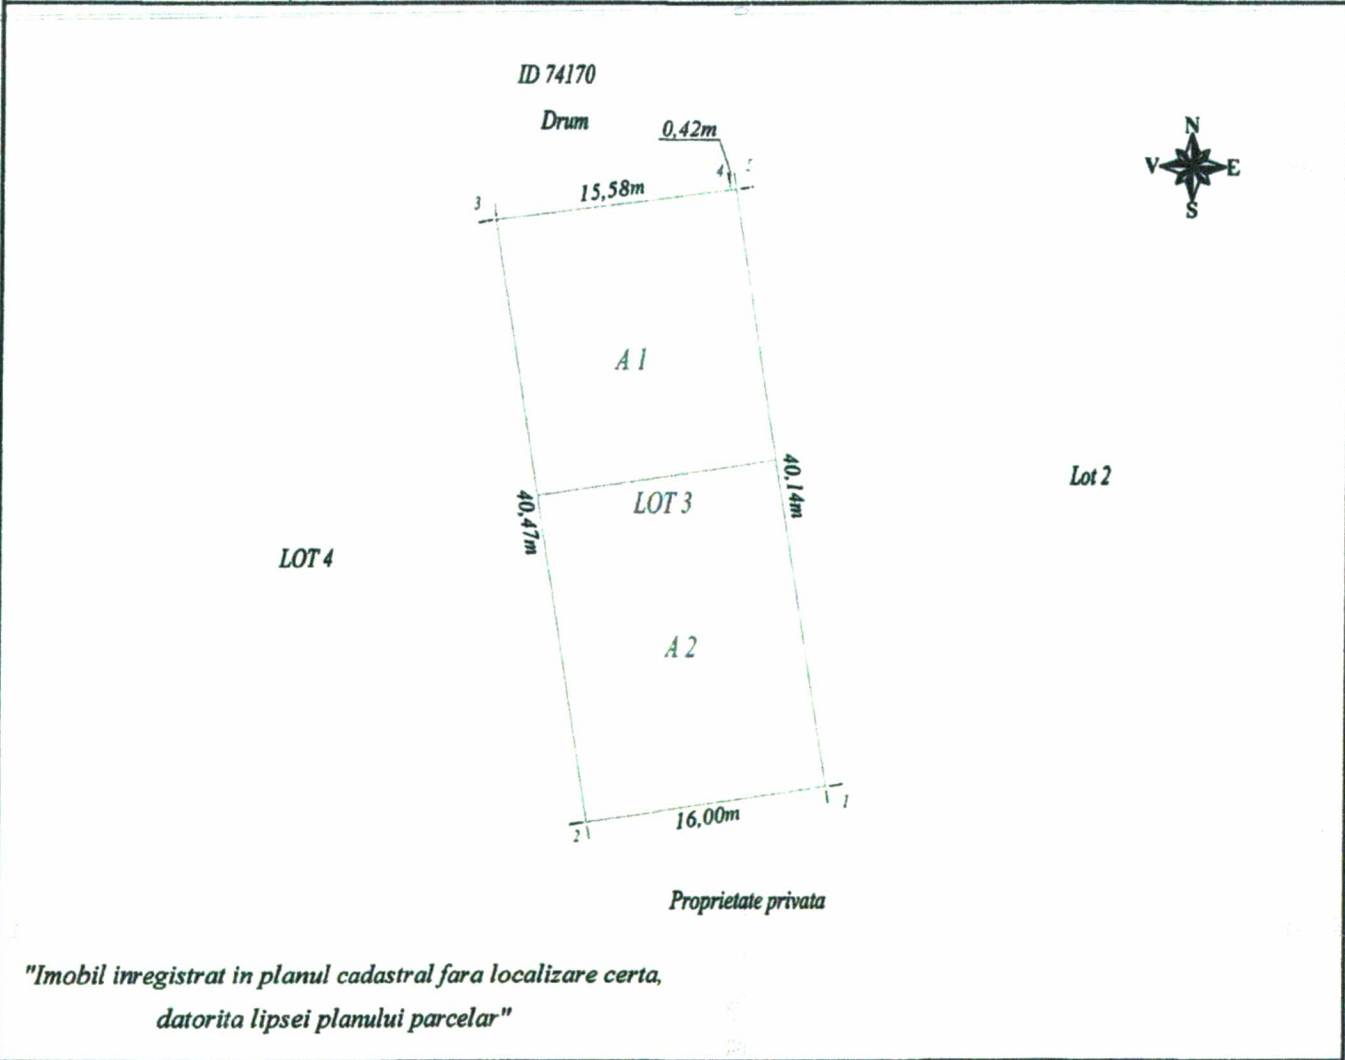 ID 74170
Drum
0,42m
N
V
E
S
4
5
3
15,58m
A 1
40,14m
Lot 2
40,47m
LOT 3
LOT 4
A 2
16,00m
1
2
Proprietate privata
"Imobil inregistrat in planul cadastral fara localizare certa,
datorita lipsei planului parcelar"